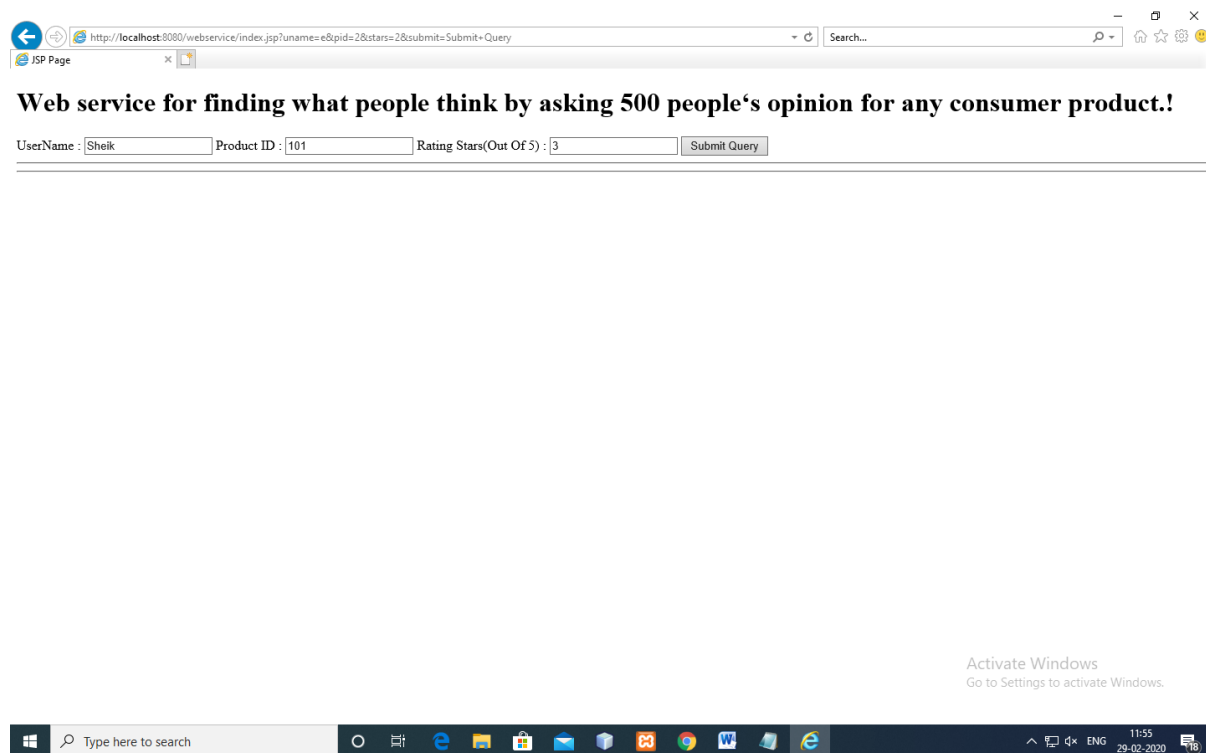 http://localhost:8080/webservice/index.jsp?uname=e&pid=2&stars=2&submit=Submit+Query
Search...
JSP Page
Web service for finding what people think by asking 500 people‘s opinion for any consumer product.!
UserName : Sheik Product ID : 101 Rating Stars(Out Of 5) : 3 Submit Query
Activate Windows
Go to Settings to activate Windows.
Type here to search
ENG
11:55
29-02-2020
18